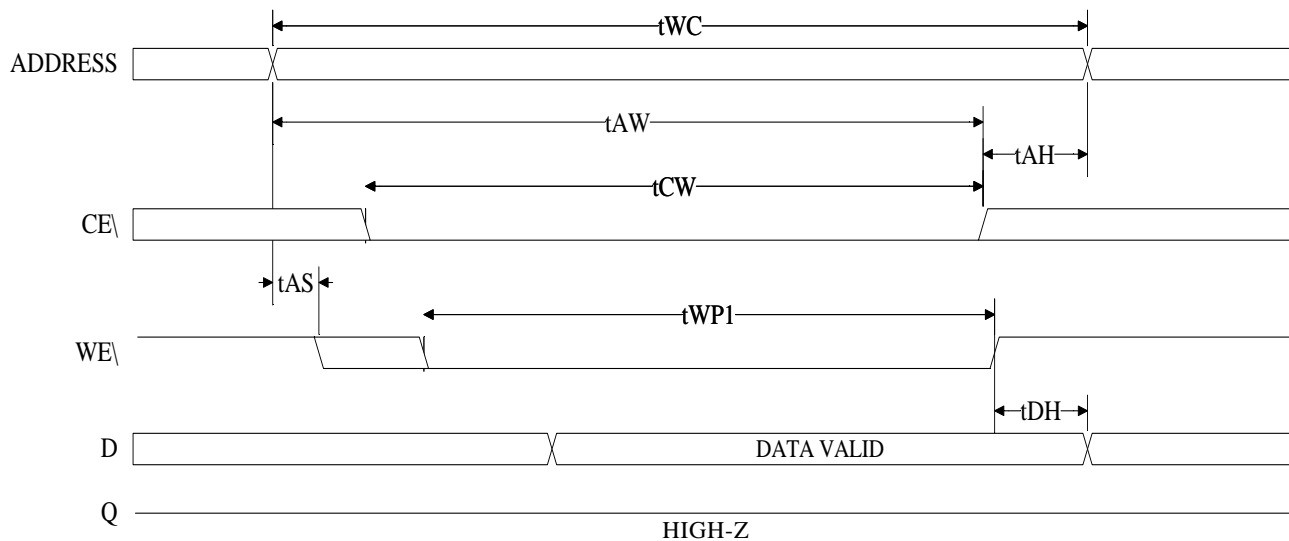 tWC
ADDRESS
tAW
tAH
tCW
CE\
tAS
tWP1
WE\
tDH
D DATA VALID
Q
HIGH-Z